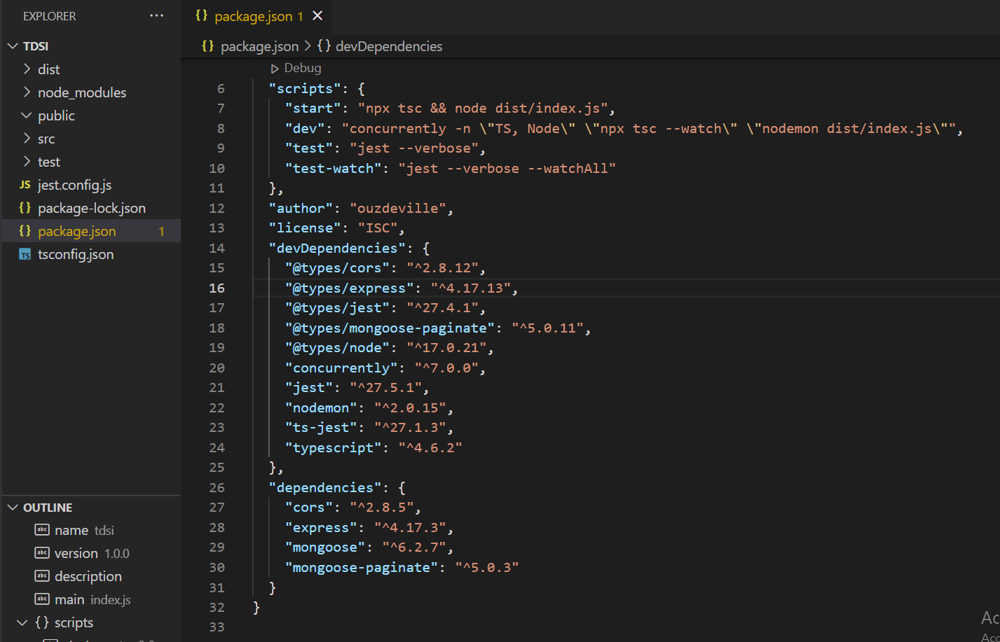 EXPLORER ···
TDSI
dist
node_modules
public
src
test
JS jest.config.js
{} package-lock.json
{} package.json 1
TS tsconfig.json
OUTLINE
abc name tdsi
abc version 1.0.0
abc description
abc main index.js
{} scripts
{} package.json 1
{} package.json > {} devDependencies
Debug
6 "scripts": {
7 "start": "npx tsc && node dist/index.js",
8 "dev": "concurrently -n \"TS, Node\" \"npx tsc --watch\" \"nodemon dist/index.js\"",
9 "test": "jest --verbose",
10 "test-watch": "jest --verbose --watchAll"
11 },
12 "author": "ouzdeville",
13 "license": "ISC",
14 "devDependencies": {
15 "@types/cors": "^2.8.12",
16 "@types/express": "^4.17.13",
17 "@types/jest": "^27.4.1",
18 "@types/mongoose-paginate": "^5.0.11",
19 "@types/node": "^17.0.21",
20 "concurrently": "^7.0.0",
21 "jest": "^27.5.1",
22 "nodemon": "^2.0.15",
23 "ts-jest": "^27.1.3",
24 "typescript": "^4.6.2"
25 },
26 "dependencies": {
27 "cors": "^2.8.5",
28 "express": "^4.17.3",
29 "mongoose": "^6.2.7",
30 "mongoose-paginate": "^5.0.3"
31 }
32 }
33
Ac